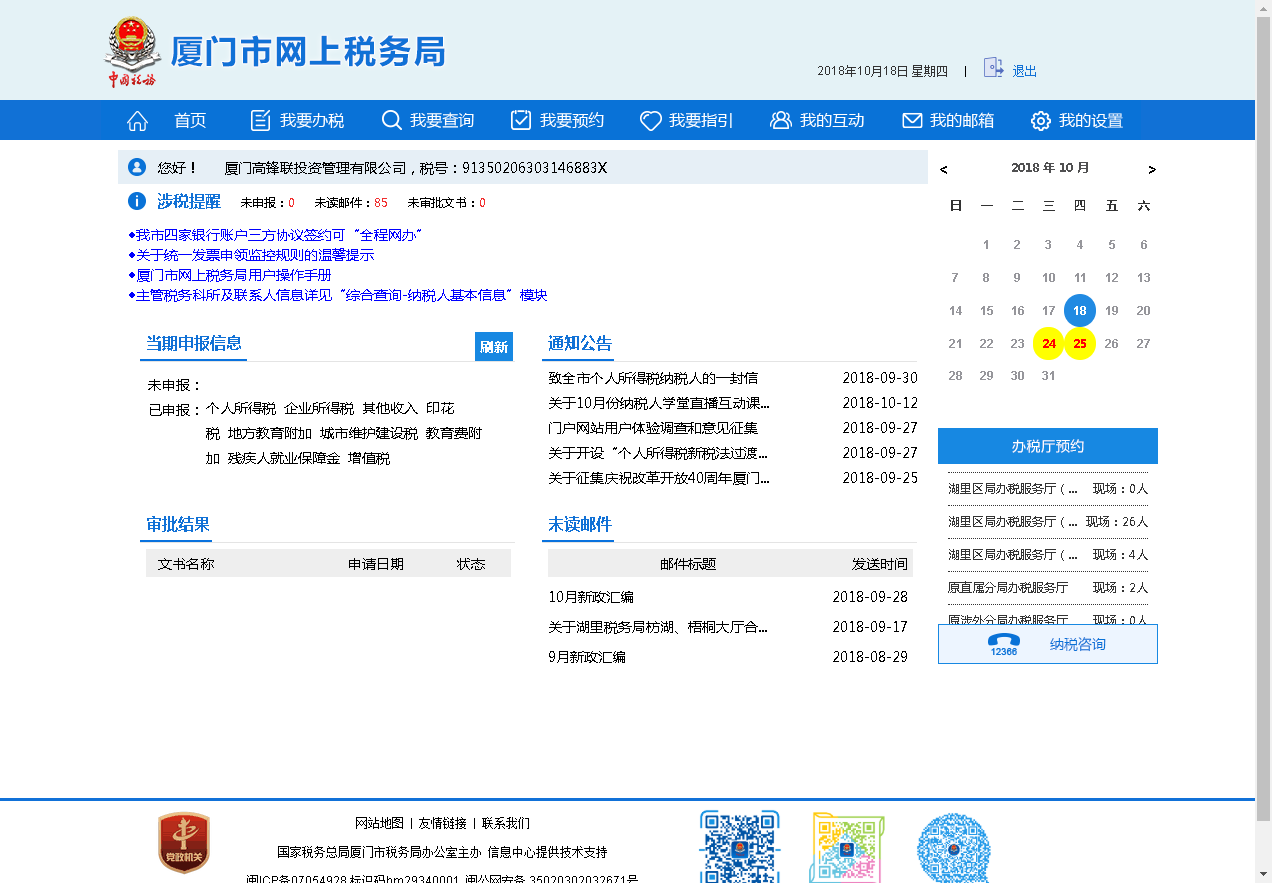 中国税务
厦门市网上税务局
2018年10月18日 星期四 | 退出
首页 我要办税 我要查询 我要预约 我要指引 我的互动 我的邮箱 我的设置
您好！ 厦门高锋联投资管理有限公司，税号：91350206303146883X
涉税提醒 未申报：0 未读邮件：85 未审批文书：0
◆我市四家银行账户三方协议签约可“全程网办”
◆关于统一发票申领监控规则的温馨提示
◆厦门市网上税务局用户操作手册
◆主管税务科所及联系人信息详见“综合查询-纳税人基本信息”模块
当期申报信息 刷新
未申报：
已申报：个人所得税 企业所得税 其他收入 印花
税 地方教育附加 城市维护建设税 教育费附
加 残疾人就业保障金 增值税
通知公告
致全市个人所得税纳税人的一封信 2018-09-30
关于10月份纳税人学堂直播互动课... 2018-10-12
门户网站用户体验调查和意见征集 2018-09-27
关于开设“个人所得税新税法过渡... 2018-09-27
关于征集庆祝改革开放40周年厦门... 2018-09-25
审批结果
文书名称 申请日期 状态
未读邮件
邮件标题 发送时间
10月新政汇编 2018-09-28
关于湖里税务局枋湖、梧桐大厅合... 2018-09-17
9月新政汇编 2018-08-29
< 2018 年 10 月 >
日 一 二 三 四 五 六
1 2 3 4 5 6
7 8 9 10 11 12 13
14 15 16 17 18 19 20
21 22 23 24 25 26 27
28 29 30 31
办税厅预约
湖里区局办税服务厅（... 现场：0人
湖里区局办税服务厅（... 现场：26人
湖里区局办税服务厅（... 现场：4人
原直属分局办税服务厅 现场：2人
原涉外分局办税服务厅 现场：0人
12366 纳税咨询
党政机关
网站地图 | 友情链接 | 联系我们
国家税务总局厦门市税务局办公室主办 信息中心提供技术支持
闽ICP备07054928 标识码bm29340001 闽公网安备 35020302032671号